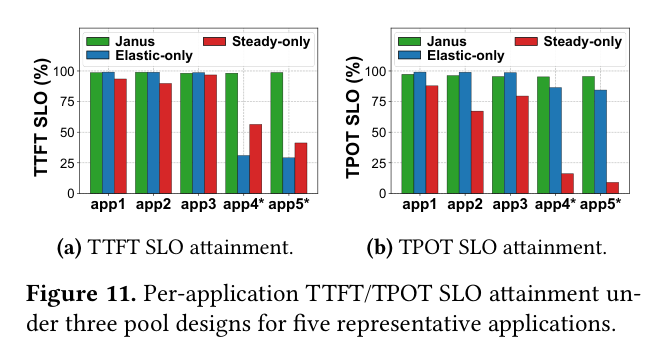 Janus
Steady-only
Elastic-only
TTFT SLO (%)
100
75
50
25
0
app1 app2 app3 app4* app5*
(a) TTFT SLO attainment.
Janus
Steady-only
Elastic-only
TPOT SLO (%)
100
75
50
25
0
app1 app2 app3 app4* app5*
(b) TPOT SLO attainment.
Figure 11. Per-application TTFT/TPOT SLO attainment un-
der three pool designs for five representative applications.